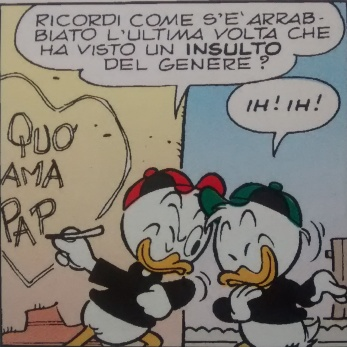 RICORDI COME S'E' ARRAB-
BIATO L'ULTIMA VOLTA CHE
HA VISTO UN INSULTO
DEL GENERE?
IH! IH!
QUO
AMA
PAP